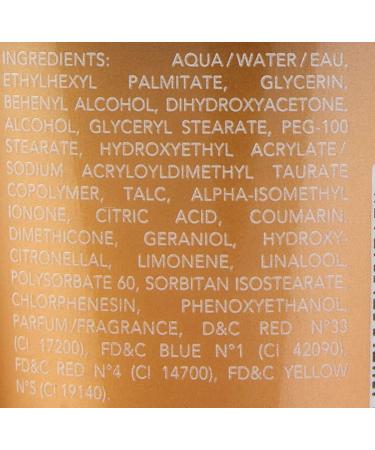 INGREDIENTS: AQUA/WATER/EAU,
ETHYLHEXYL PALMITATE, GLYCERIN,
BEHENYL ALCOHOL, DIHYDROXYACETONE,
ALCOHOL, GLYCERYL STEARATE, PEG-100
STEARATE, HYDROXYETHYL ACRYLATE/
SODIUM ACRYLOYLDIMETHYL TAURATE
COPOLYMER, TALC, ALPHA-ISOMETHYL
IONONE, CITRIC ACID, COUMARIN,
DIMETHICONE, GERANIOL, HYDROXY-
CITRONELLAL, LIMONENE, LINALOOL,
POLYSORBATE 60, SORBITAN ISOSTEARATE,
CHLORPHENESIN, PHENOXYETHANOL,
PARFUM/FRAGRANCE, D&C RED N°33
(CI 17200), FD&C BLUE N°1 (CI 42090),
FD&C RED N°4 (CI 14700), FD&C YELLOW
N°5 (CI 19140).